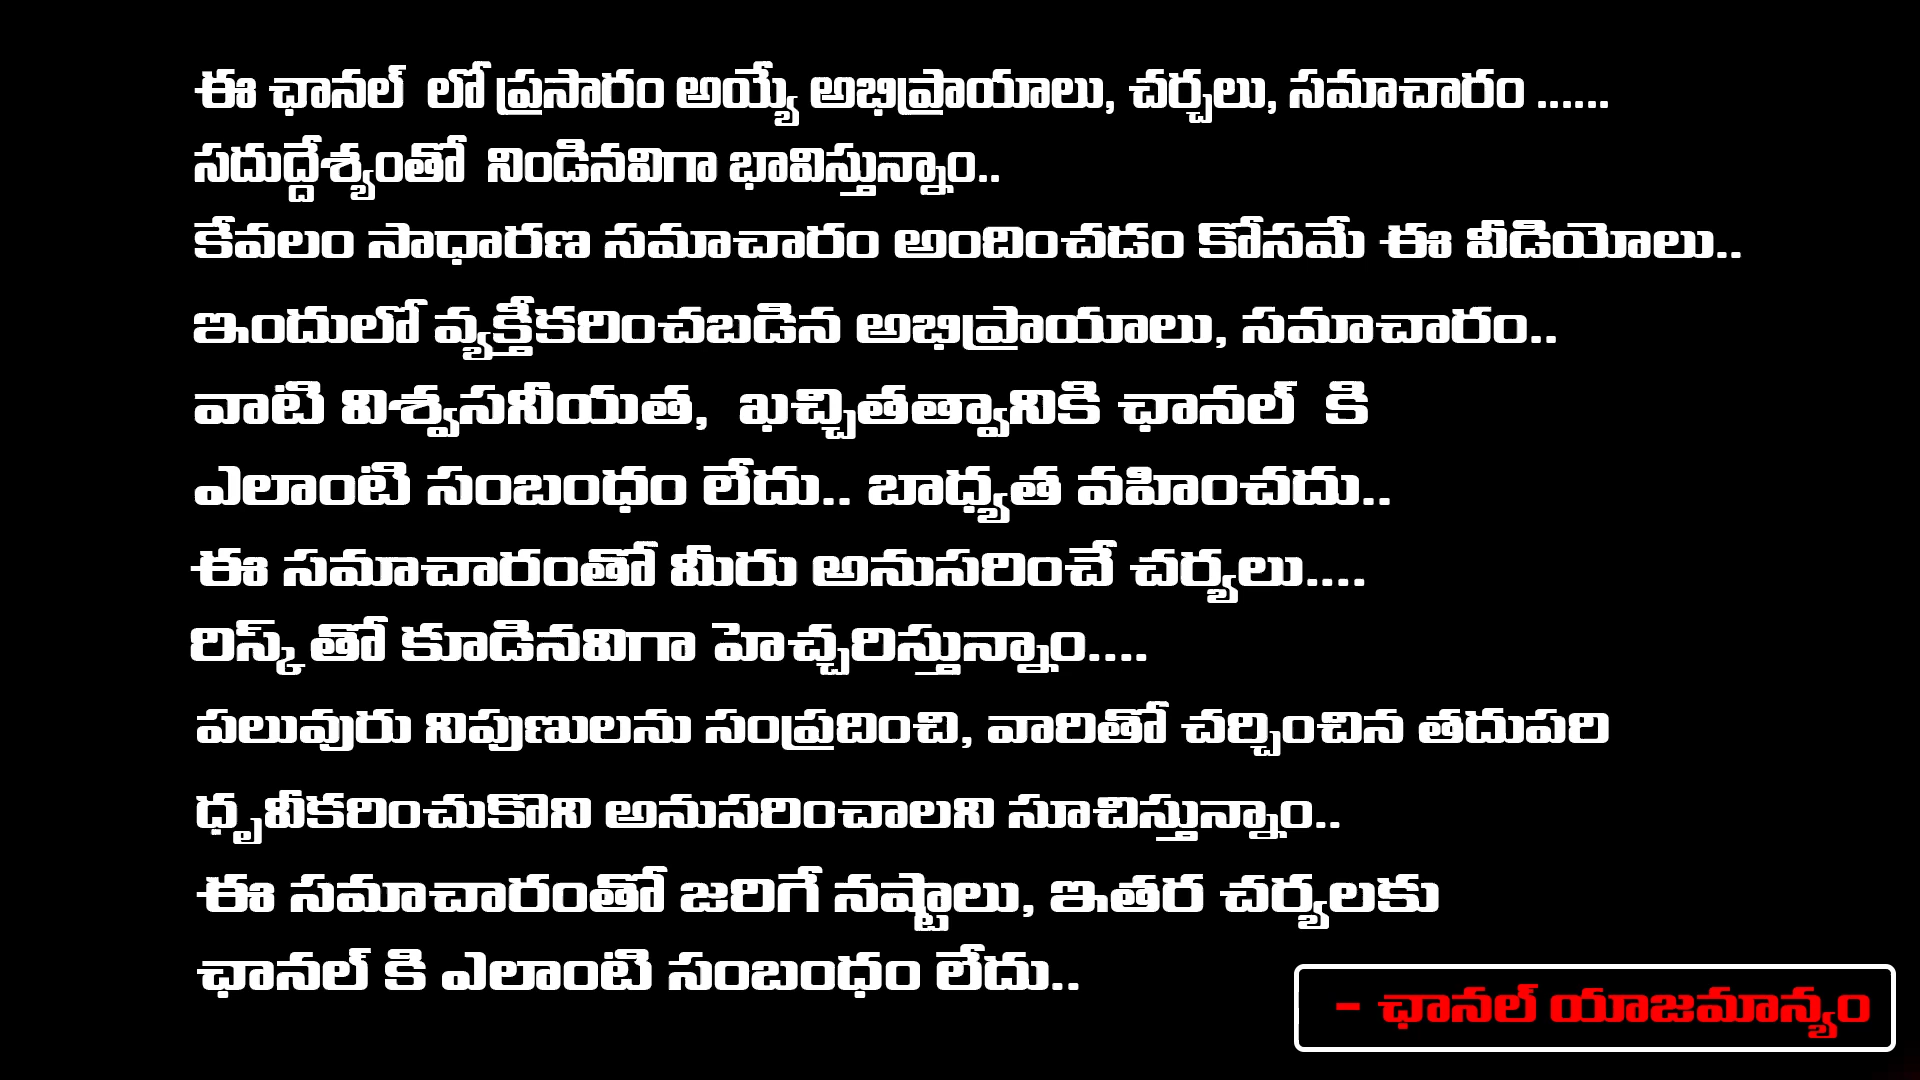 ఈ ఛానల్ లో ప్రసారం అయ్యే అభిప్రాయాలు, చర్చలు, సమాచారం ......
సదుద్దేశ్యంతో నిండినవిగా భావిస్తున్నాం..
కేవలం సాధారణ సమాచారం అందించడం కోసమే ఈ వీడియోలు..
ఇందులో వ్యక్తీకరించబడిన అభిప్రాయాలు, సమాచారం..
వాటి విశ్వసనీయత, ఖచ్చితత్వానికి ఛానల్ కి
ఎలాంటి సంబంధం లేదు.. బాధ్యత వహించదు..
ఈ సమాచారంతో మీరు అనుసరించే చర్యలు....
రిస్క్ తో కూడినవిగా హెచ్చరిస్తున్నాం....
పలువురు నిపుణులను సంప్రదించి, వారితో చర్చించిన తదుపరి
ధృవీకరించుకొని అనుసరించాలని సూచిస్తున్నాం..
ఈ సమాచారంతో జరిగే నష్టాలు, ఇతర చర్యలకు
ఛానల్ కి ఎలాంటి సంబంధం లేదు..
- ఛానల్ యాజమాన్యం